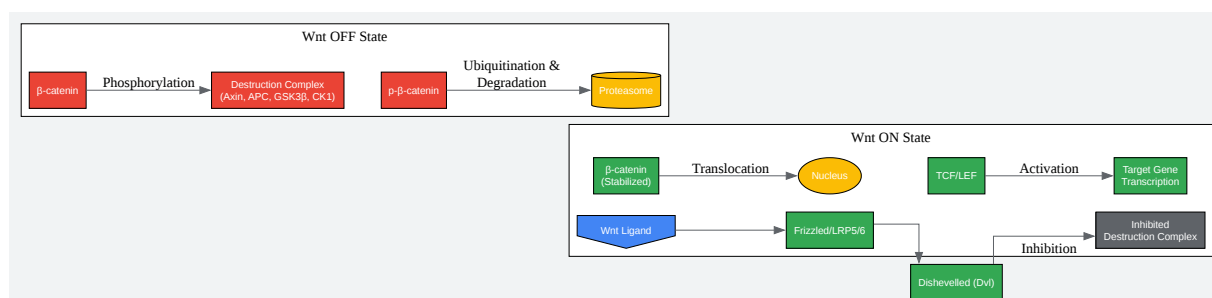 Wnt OFF State
β-catenin
Phosphorylation
Destruction Complex
(Axin, APC, GSK3β, CK1)
p-β-catenin
Ubiquitination &
Degradation
Proteasome
Wnt ON State
β-catenin
(Stabilized)
Translocation
Nucleus
TCF/LEF
Activation
Target Gene
Transcription
Wnt Ligand
Frizzled/LRP5/6
Dishevelled (Dvl)
Inhibition
Inhibited
Destruction Complex